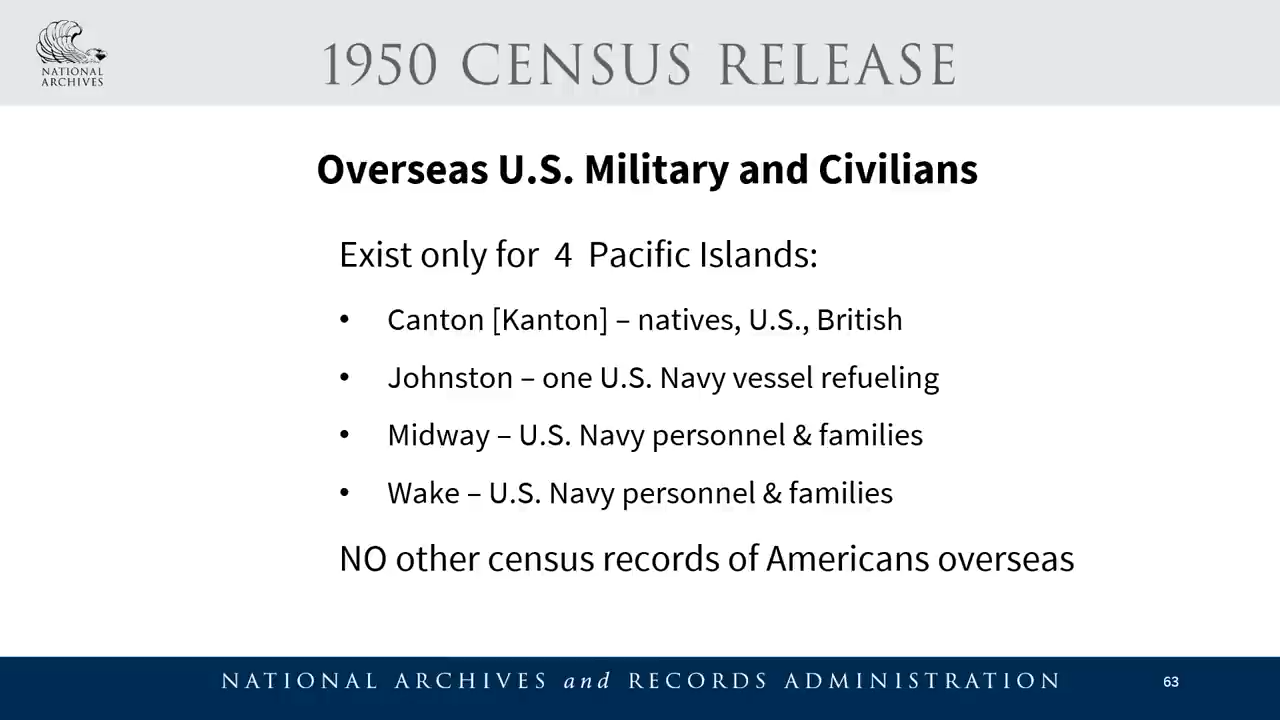 NATIONAL
ARCHIVES
1950 CENSUS RELEASE
Overseas U.S. Military and Civilians
Exist only for 4 Pacific Islands:
• Canton [Kanton] – natives, U.S., British
• Johnston – one U.S. Navy vessel refueling
• Midway – U.S. Navy personnel & families
• Wake – U.S. Navy personnel & families
NO other census records of Americans overseas
NATIONAL ARCHIVES and RECORDS ADMINISTRATION
63